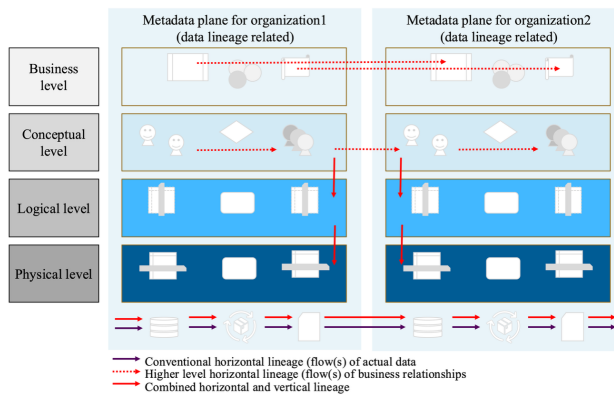 Metadata plane for organization1
(data lineage related)
Metadata plane for organization2
(data lineage related)
Business
level
Conceptual
level
Logical level
Physical level
Conventional horizontal lineage (flow(s) of actual data
Higher level horizontal lineage (flow(s) of business relationships
Combined horizontal and vertical lineage